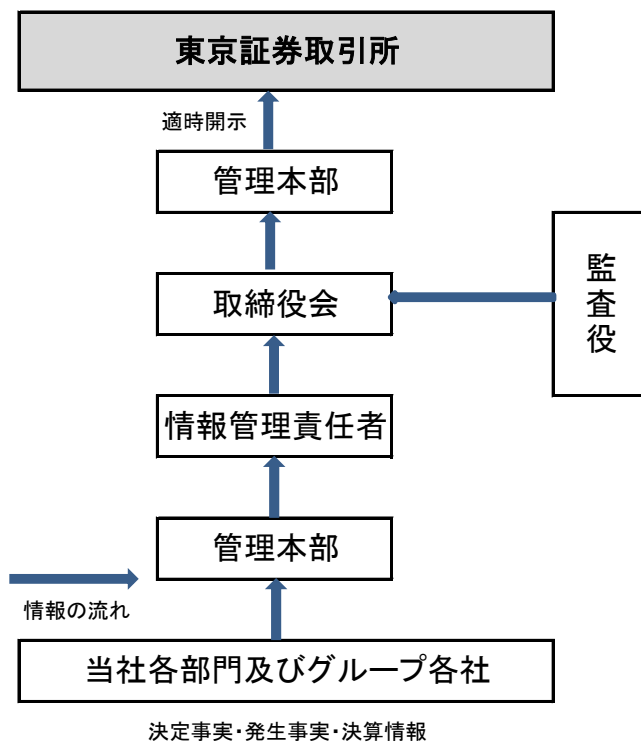 東京証券取引所
適時開示
管理本部
取締役会
監査役
情報管理責任者
管理本部
情報の流れ
当社各部門及びグループ各社
決定事実・発生事実・決算情報